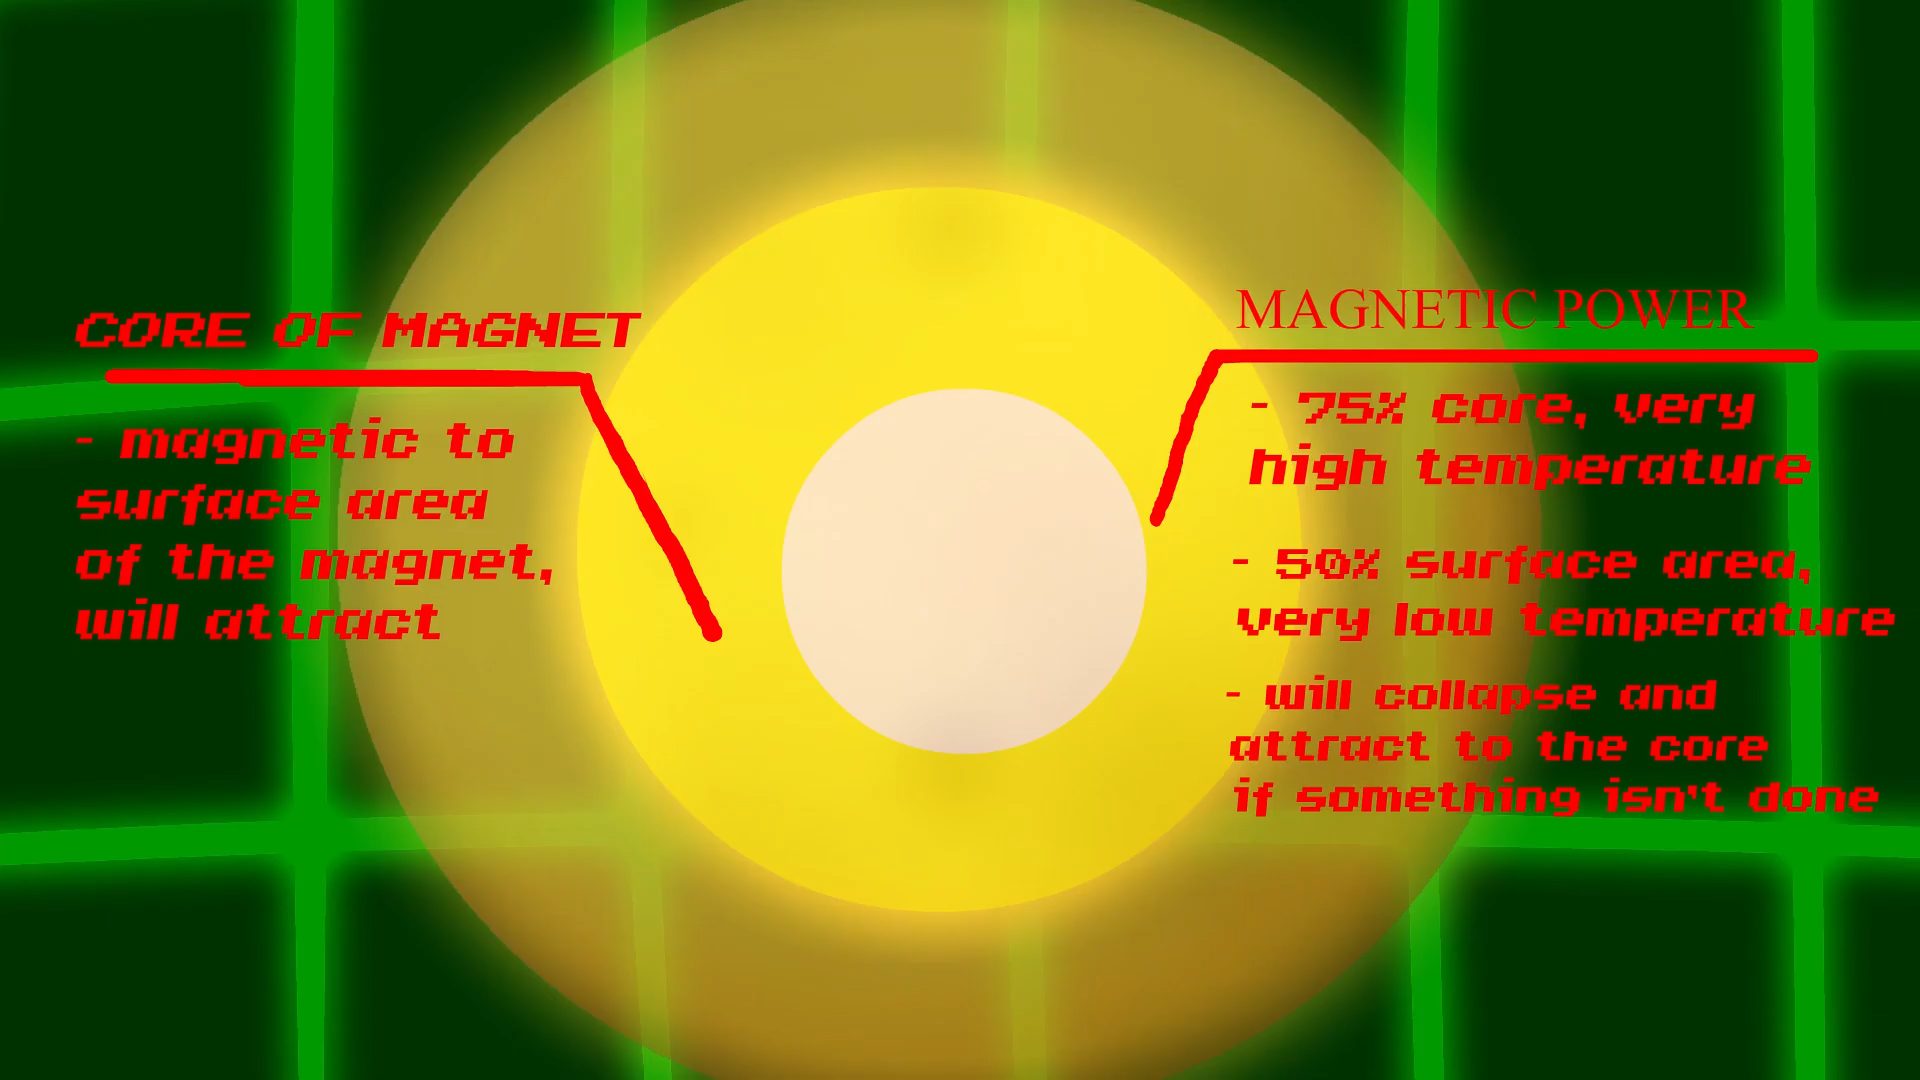 CORE OF MAGNET
- magnetic to
surface area
of the magnet,
will attract
MAGNETIC POWER
- 75% core, very
high temperature
- 50% surface area,
very low temperature
- will collapse and
attract to the core
if something isn't done